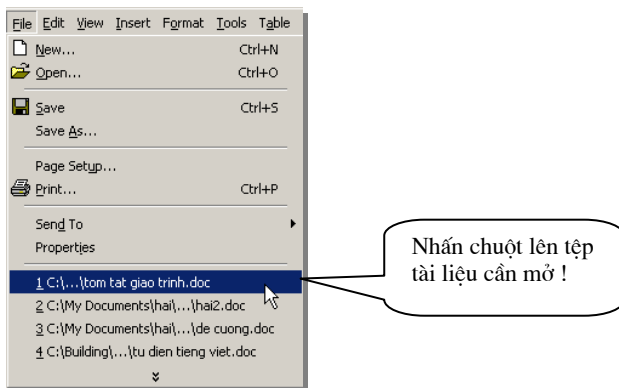 File Edit View Insert Format Tools Table
New... Ctrl+N
Open... Ctrl+O
Save Ctrl+S
Save As...
Page Setup...
Print... Ctrl+P
Send To
Properties
1 C:\...\tom tat giao trinh.doc
2 C:\My Documents\hai\...\hai2.doc
3 C:\My Documents\hai\...\de cuong.doc
4 C:\Building\...\tu dien tieng viet.doc
Nhấn chuột lên tệp
tài liệu cần mở !